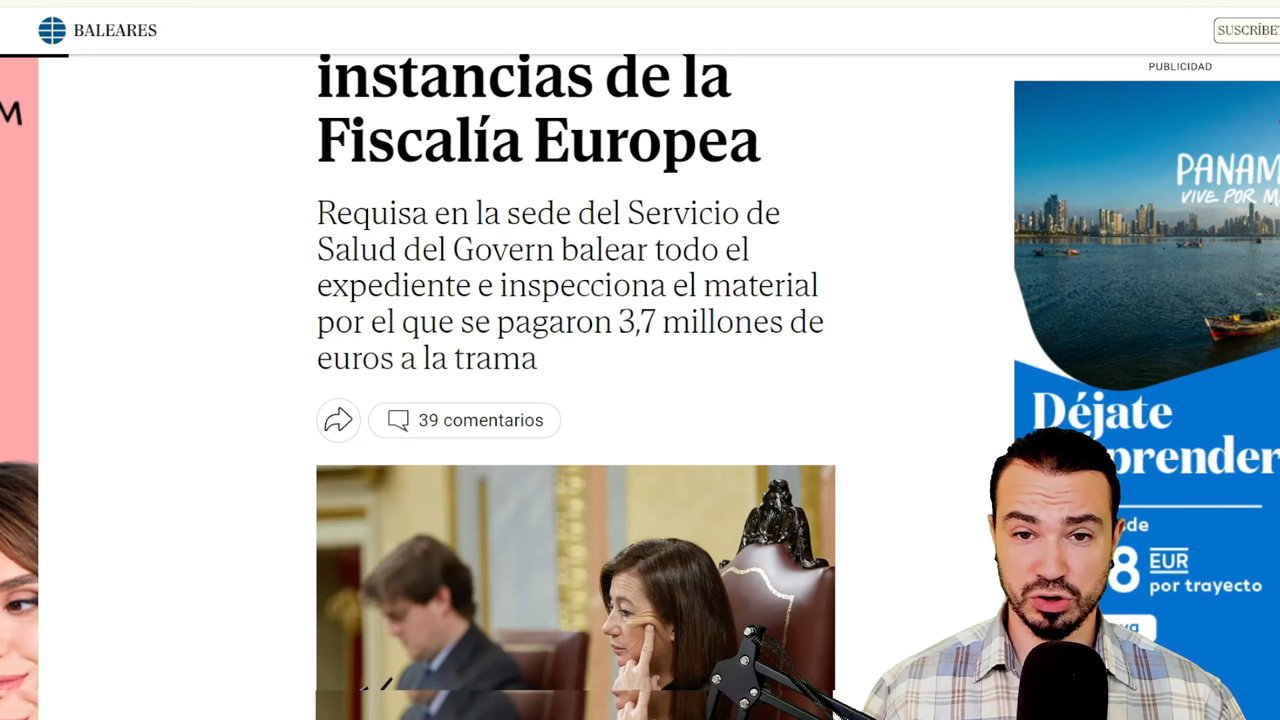 BALEARES
SUSCRÍBET
PUBLICIDAD
M
instancias de la
Fiscalía Europea
Requisa en la sede del Servicio de
Salud del Govern balear todo el
expediente e inspecciona el material
por el que se pagaron 3,7 millones de
euros a la trama
39 comentarios
PANAM
VIVE POR M
Déjate
prender
de
8 EUR
por trayecto